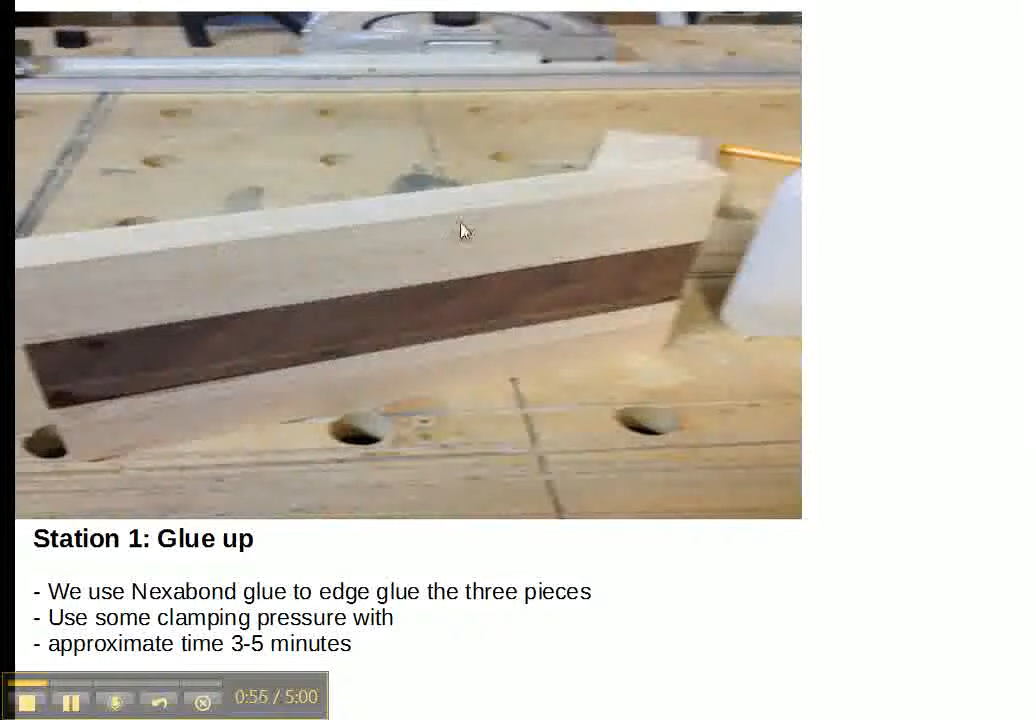 Station 1: Glue up
- We use Nexabond glue to edge glue the three pieces
- Use some clamping pressure with
- approximate time 3-5 minutes
0:56 / 5:00